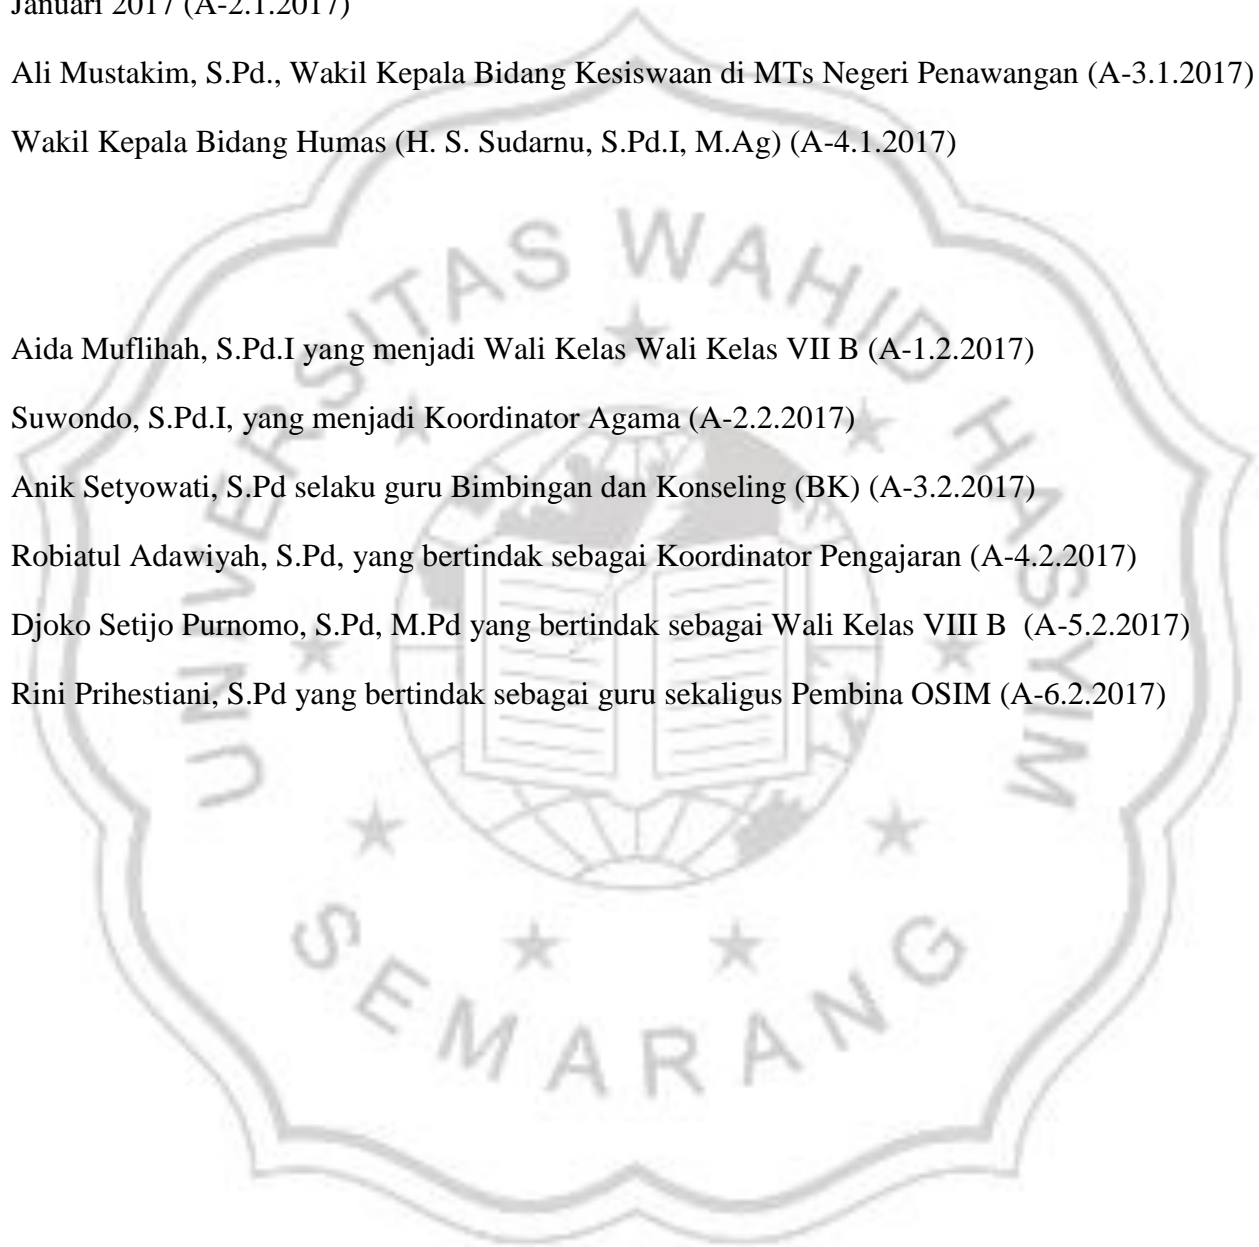 Januari 2017 (A-2.1.2017)
Ali Mustakim, S.Pd., Wakil Kepala Bidang Kesiswaan di MTs Negeri Penawangan (A-3.1.2017)
Wakil Kepala Bidang Humas (H. S. Sudarnu, S.Pd.I, M.Ag) (A-4.1.2017)
Aida Muflihah, S.Pd.I yang menjadi Wali Kelas Wali Kelas VII B (A-1.2.2017)
Suwondo, S.Pd.I, yang menjadi Koordinator Agama (A-2.2.2017)
Anik Setyowati, S.Pd selaku guru Bimbingan dan Konseling (BK) (A-3.2.2017)
Robiatul Adawiyah, S.Pd, yang bertindak sebagai Koordinator Pengajaran (A-4.2.2017)
Djoko Setijo Purnomo, S.Pd, M.Pd yang bertindak sebagai Wali Kelas VIII B (A-5.2.2017)
Rini Prihestiani, S.Pd yang bertindak sebagai guru sekaligus Pembina OSIM (A-6.2.2017)
UNIVERSITAS WAHID HASYIM
SEMARANG